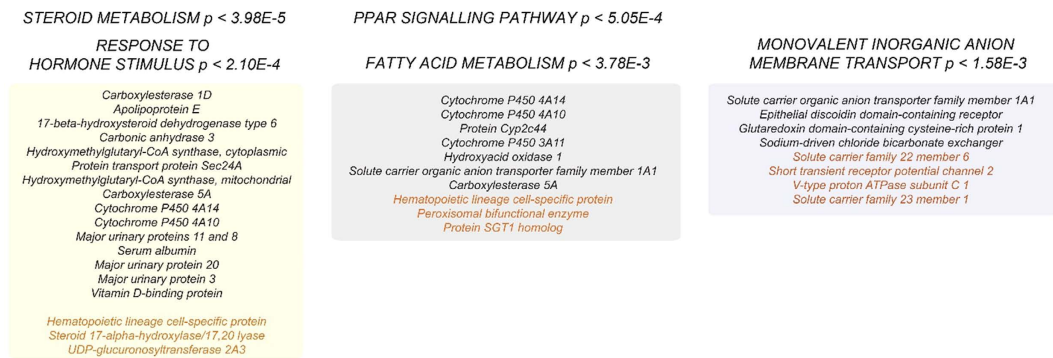 STEROID METABOLISM p < 3.98E-5
RESPONSE TO
HORMONE STIMULUS p < 2.10E-4
Carboxylesterase 1D
Apolipoprotein E
17-beta-hydroxysteroid dehydrogenase type 6
Carbonic anhydrase 3
Hydroxymethylglutaryl-CoA synthase, cytoplasmic
Protein transport protein Sec24A
Hydroxymethylglutaryl-CoA synthase, mitochondrial
Carboxylesterase 5A
Cytochrome P450 4A14
Cytochrome P450 4A10
Major urinary proteins 11 and 8
Serum albumin
Major urinary protein 20
Major urinary protein 3
Vitamin D-binding protein
Hematopoietic lineage cell-specific protein
Steroid 17-alpha-hydroxylase/17,20 lyase
UDP-glucuronosyltransferase 2A3
PPAR SIGNALLING PATHWAY p < 5.05E-4
FATTY ACID METABOLISM p < 3.78E-3
Cytochrome P450 4A14
Cytochrome P450 4A10
Protein Cyp2c44
Cytochrome P450 3A11
Hydroxyacid oxidase 1
Solute carrier organic anion transporter family member 1A1
Carboxylesterase 5A
Hematopoietic lineage cell-specific protein
Peroxisomal bifunctional enzyme
Protein SGT1 homolog
MONOVALENT INORGANIC ANION
MEMBRANE TRANSPORT p < 1.58E-3
Solute carrier organic anion transporter family member 1A1
Epithelial discoidin domain-containing receptor
Glutaredoxin domain-containing cysteine-rich protein 1
Sodium-driven chloride bicarbonate exchanger
Solute carrier family 22 member 6
Short transient receptor potential channel 2
V-type proton ATPase subunit C 1
Solute carrier family 23 member 1